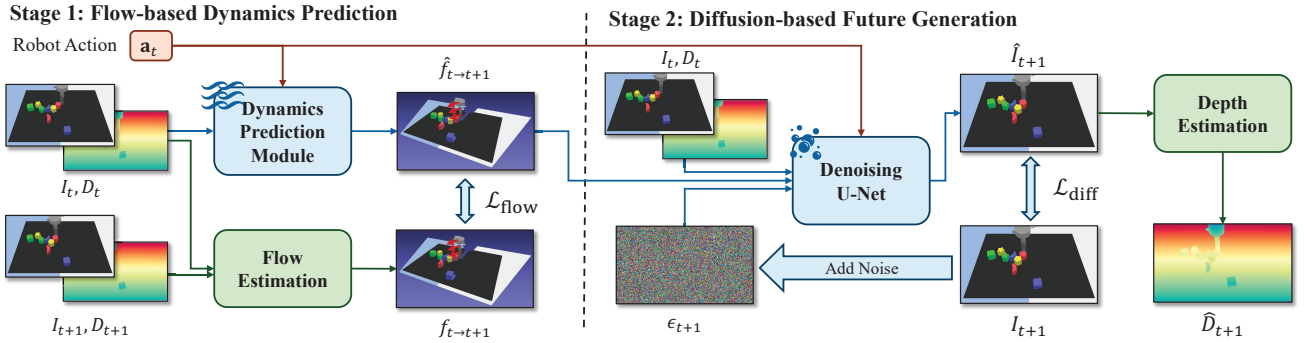 Stage 1: Flow-based Dynamics Prediction
Robot Action
a_t
f̂_{t→t+1}
Dynamics
Prediction
Module
I_t, D_t
ℒ_flow
Flow
Estimation
I_{t+1}, D_{t+1}
f_{t→t+1}
Stage 2: Diffusion-based Future Generation
I_t, D_t
Î_{t+1}
Denoising
U-Net
Depth
Estimation
ℒ_diff
Add Noise
ϵ_{t+1}
I_{t+1}
D̂_{t+1}